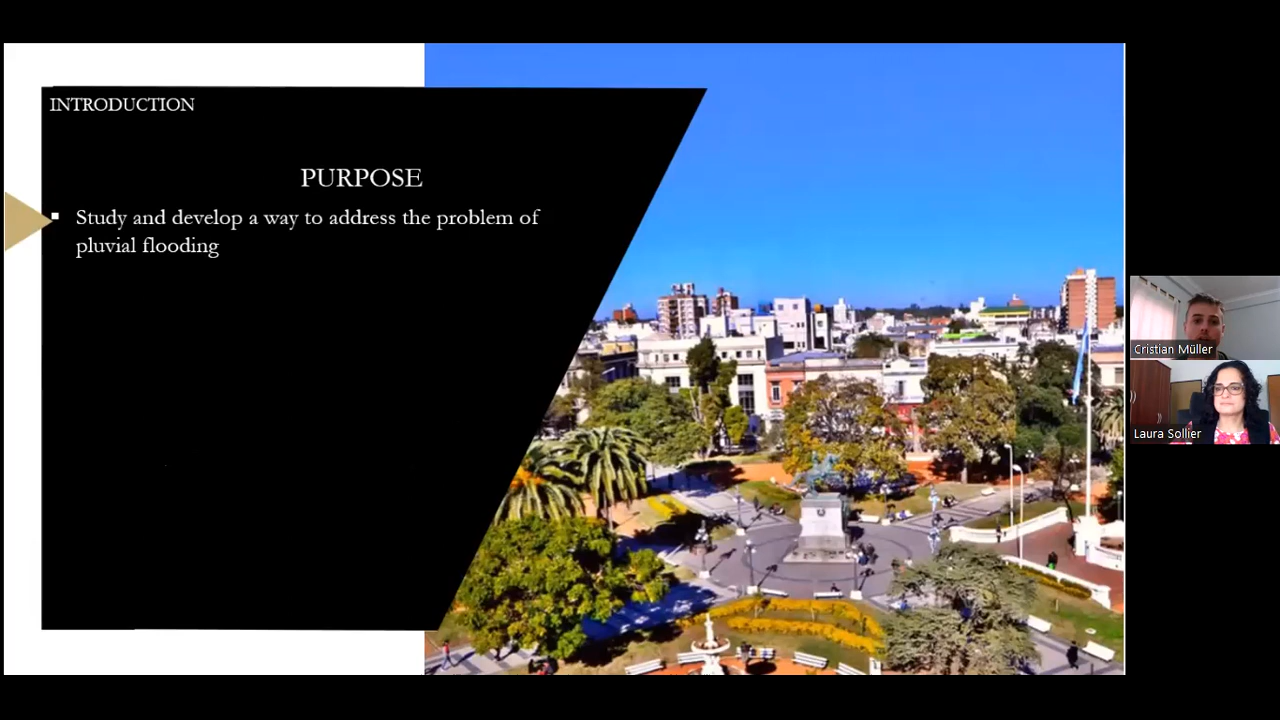 INTRODUCTION
PURPOSE
▪ Study and develop a way to address the problem of
pluvial flooding
Cristian Müller
Laura Sollier